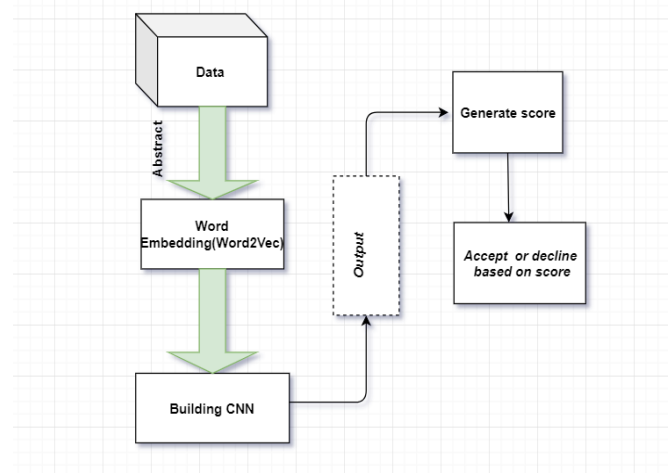 Data
Abstract
Word
Embedding(Word2Vec)
Building CNN
Output
Generate score
Accept or decline
based on score